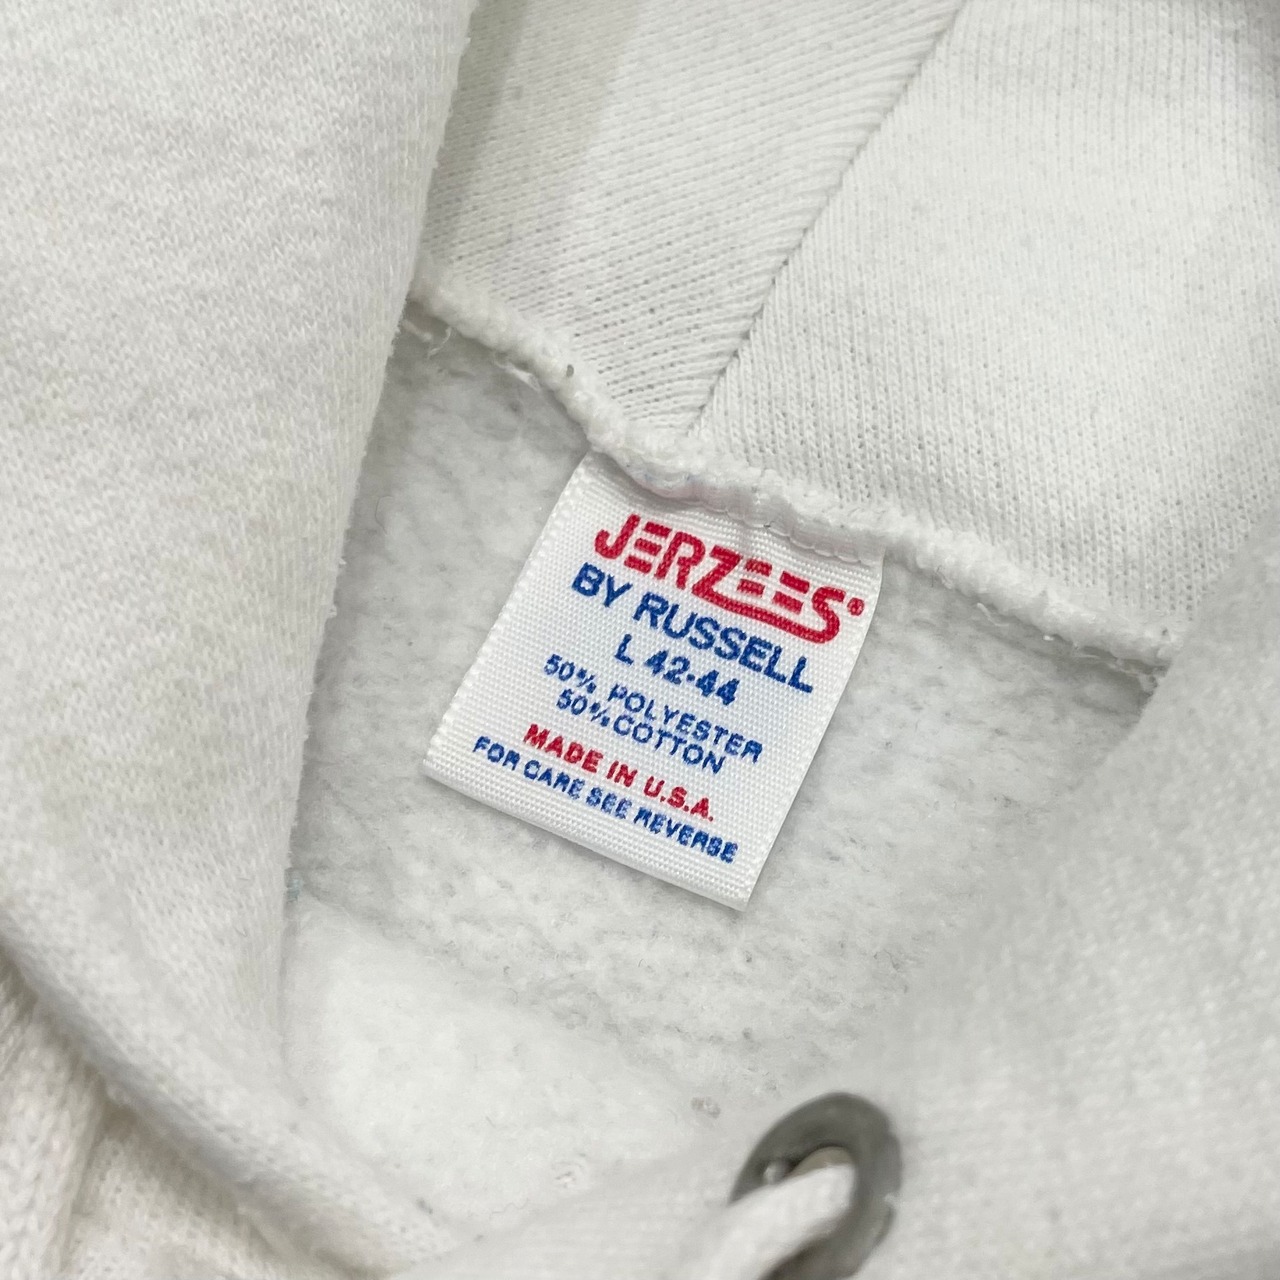 JERZEES®
BY RUSSELL
L 42-44
50% POLYESTER
50% COTTON
MADE IN U.S.A.
FOR CARE SEE REVERSE